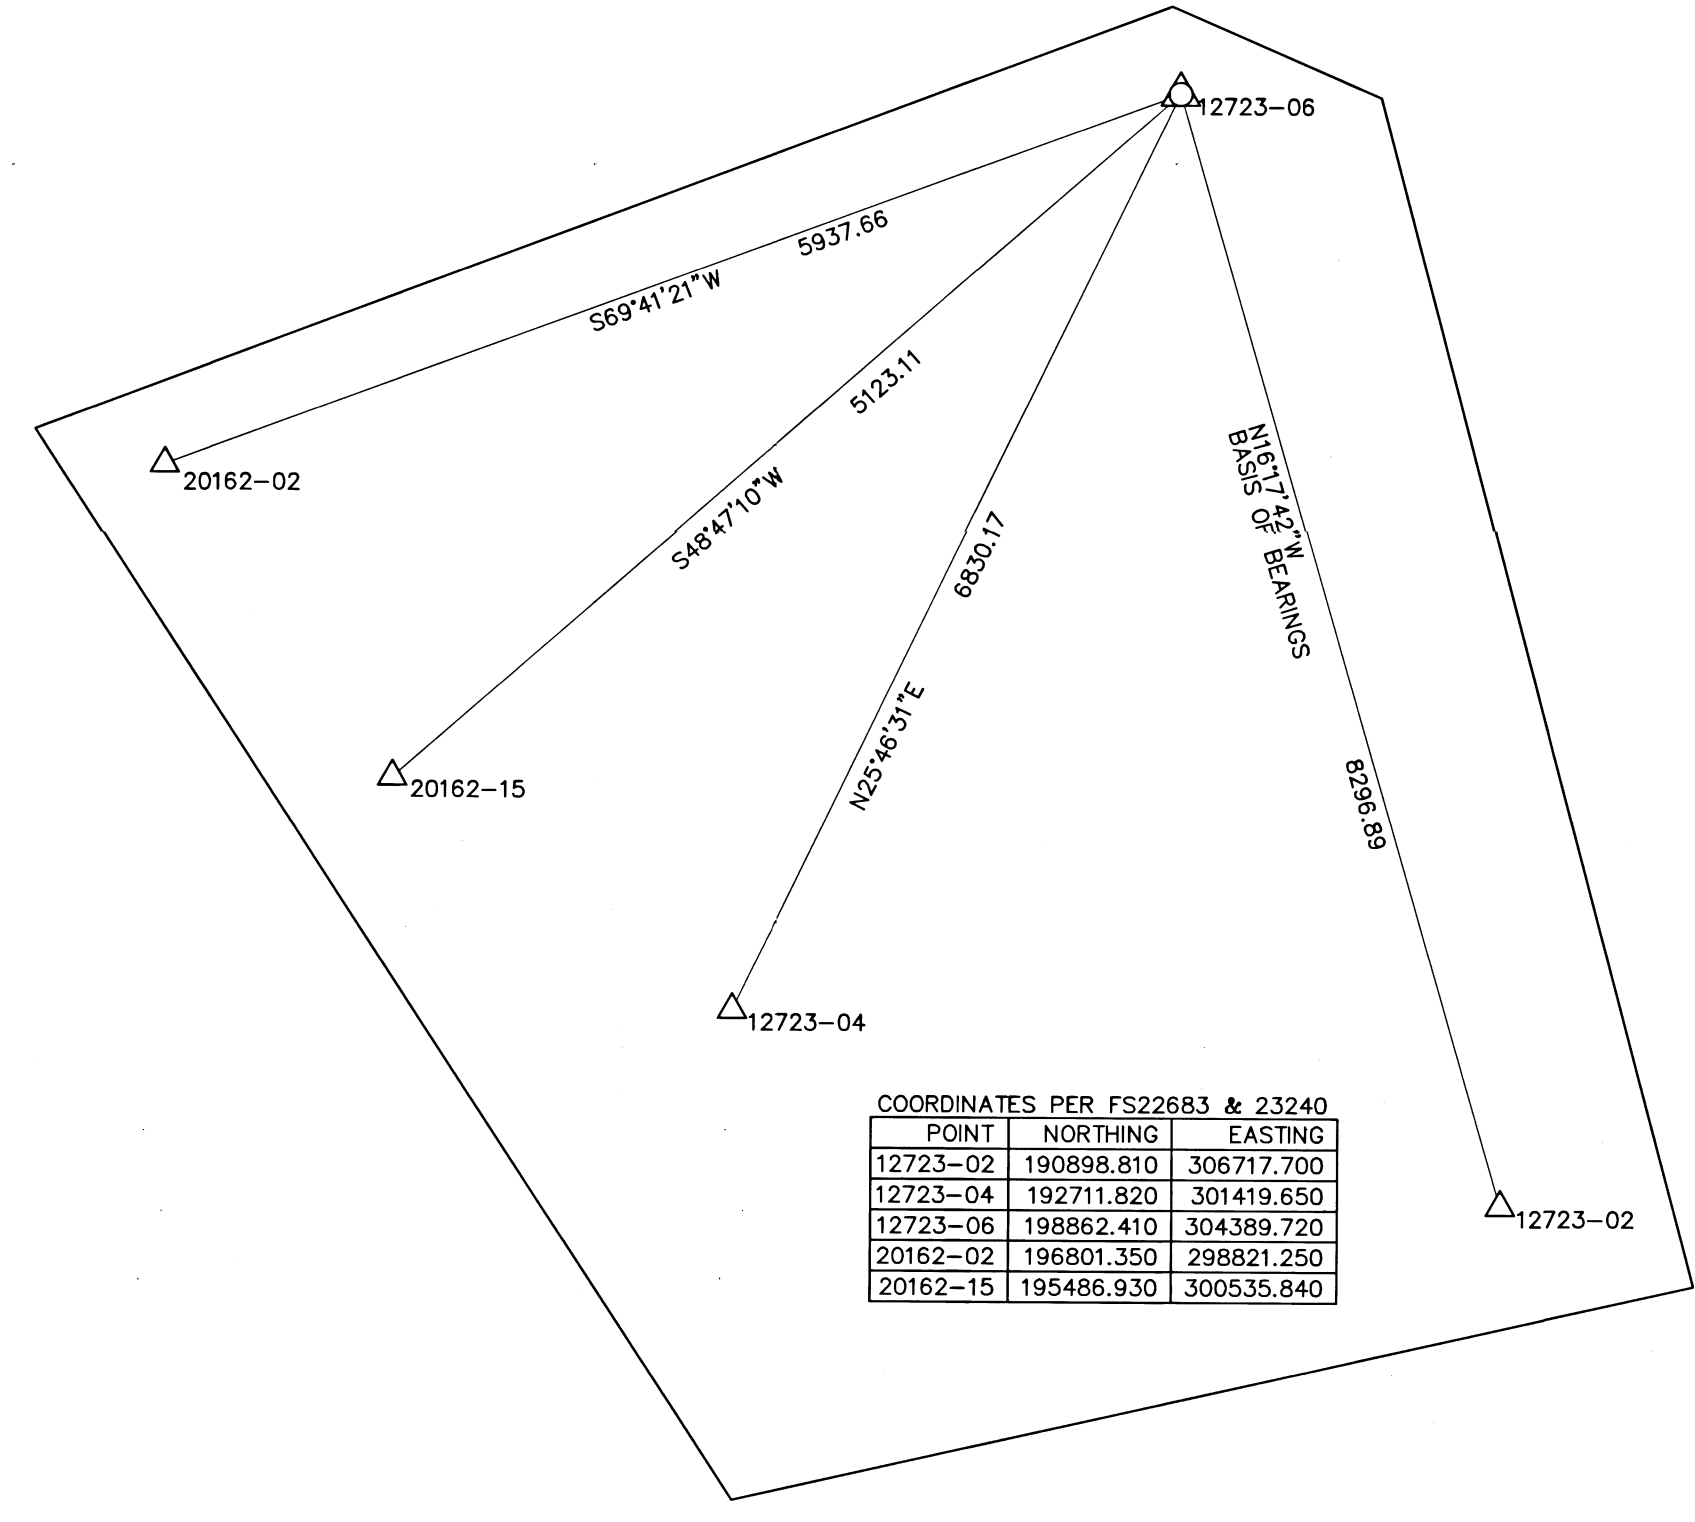 12723-06
5937.66
S69°41'21"W
5123.11
20162-02
S48°47'10"W
N16°17'42"W
BASIS OF BEARINGS
6830.17
N25°46'31"E
20162-15
8296.89
12723-04
COORDINATES PER FS22683 & 23240
POINT NORTHING EASTING
12723-02 190898.810 306717.700
12723-04 192711.820 301419.650
12723-06 198862.410 304389.720
20162-02 196801.350 298821.250
20162-15 195486.930 300535.840
12723-02